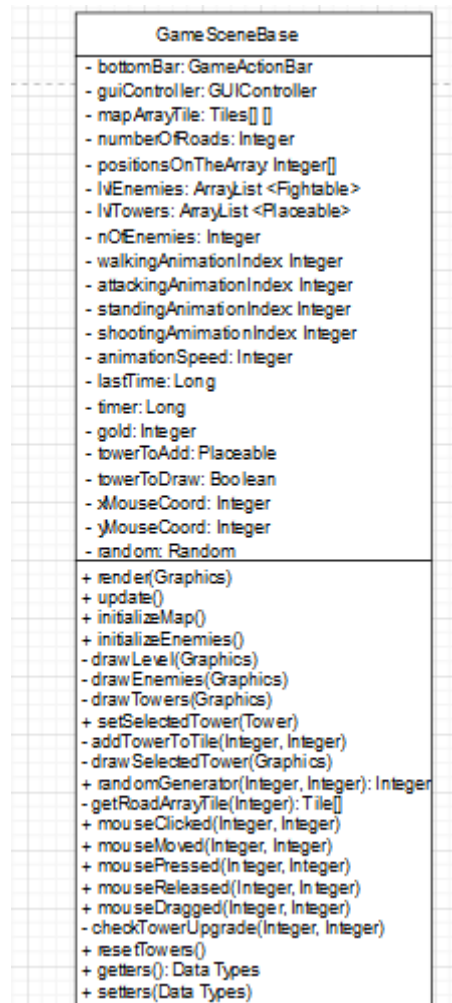 GameSceneBase
- bottomBar: GameActionBar
- guiController: GUIController
- mapArrayTile: Tiles[] []
- numberOfRoads: Integer
- positionsOnTheArray: Integer[]
- lvlEnemies: ArrayList <Fightable>
- lvlTowers: ArrayList <Placeable>
- nOfEnemies: Integer
- walkingAnimationIndex: Integer
- attackingAnimationIndex: Integer
- standingAnimationIndex: Integer
- shootingAmimationIndex: Integer
- animationSpeed: Integer
- lastTime: Long
- timer: Long
- gold: Integer
- towerToAdd: Placeable
- towerToDraw: Boolean
- xMouseCoord: Integer
- yMouseCoord: Integer
- random: Random
+ render(Graphics)
+ update()
+ initializeMap()
+ initializeEnemies()
- drawLevel(Graphics)
- drawEnemies(Graphics)
- drawTowers(Graphics)
+ setSelectedTower(Tower)
- addTowerToTile(Integer, Integer)
- drawSelectedTower(Graphics)
+ randomGenerator(Integer, Integer): Integer
- getRoadArrayTile(Integer): Tile[]
+ mouseClicked(Integer, Integer)
+ mouseMoved(Integer, Integer)
+ mousePressed(Integer, Integer)
+ mouseReleased(Integer, Integer)
+ mouseDragged(Integer, Integer)
- checkTowerUpgrade(Integer, Integer)
+ resetTowers()
+ getters(): Data Types
+ setters(Data Types)